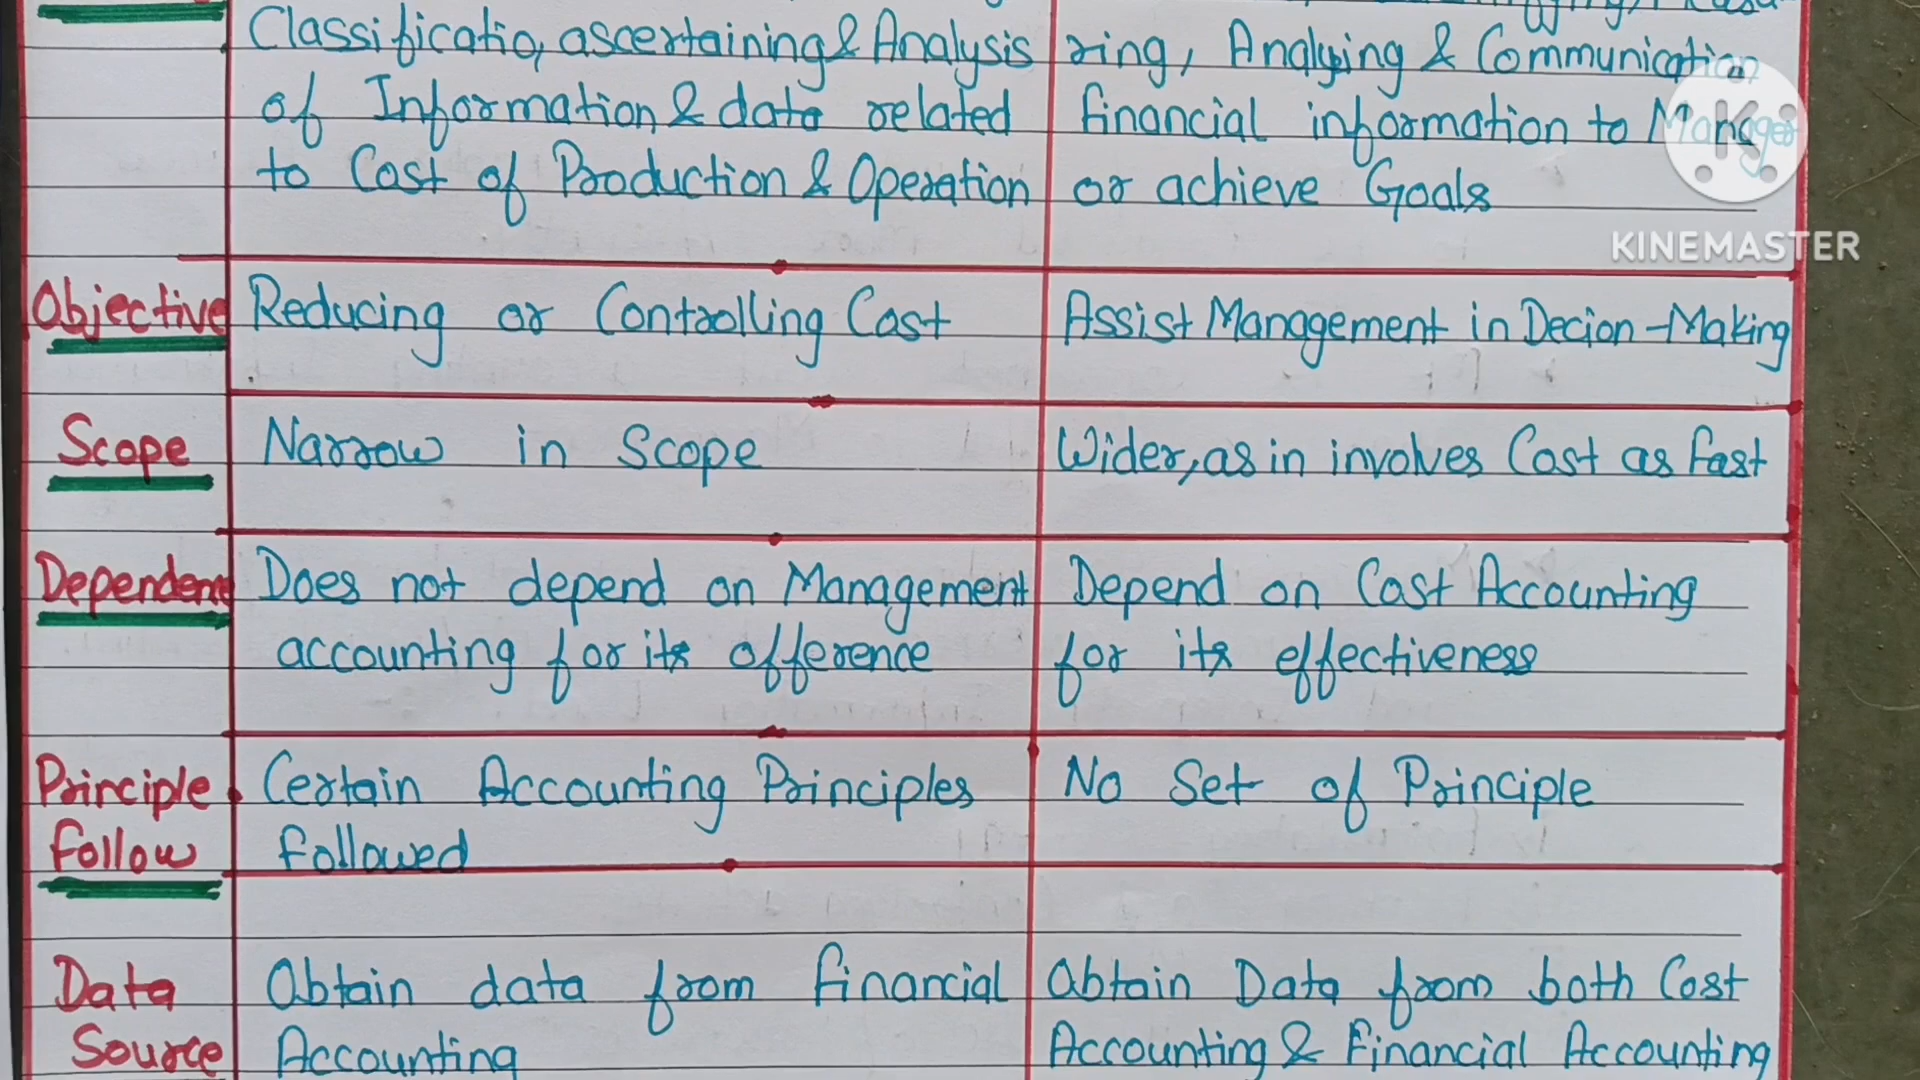 Classificatio, ascertaining & Analysis
of Information & data related
to Cost of Production & Operation
ring, Analying & Communication
financial information to Manager
or achieve Goals
KINEMASTER
Objective
Reducing or Controlling Cost
Assist Management in Decion-Making
Scope
Narrow in Scope
Wider, as in involves Cost as fast
Dependence
Does not depend on Management
accounting for its ofference
Depend on Cost Accounting
for its effectiveness
Principle
follow
Certain Accounting Principles
followed
No Set of Principle
Data
Source
Obtain data from financial
Accounting
Obtain Data from both Cost
Accounting & Financial Accounting